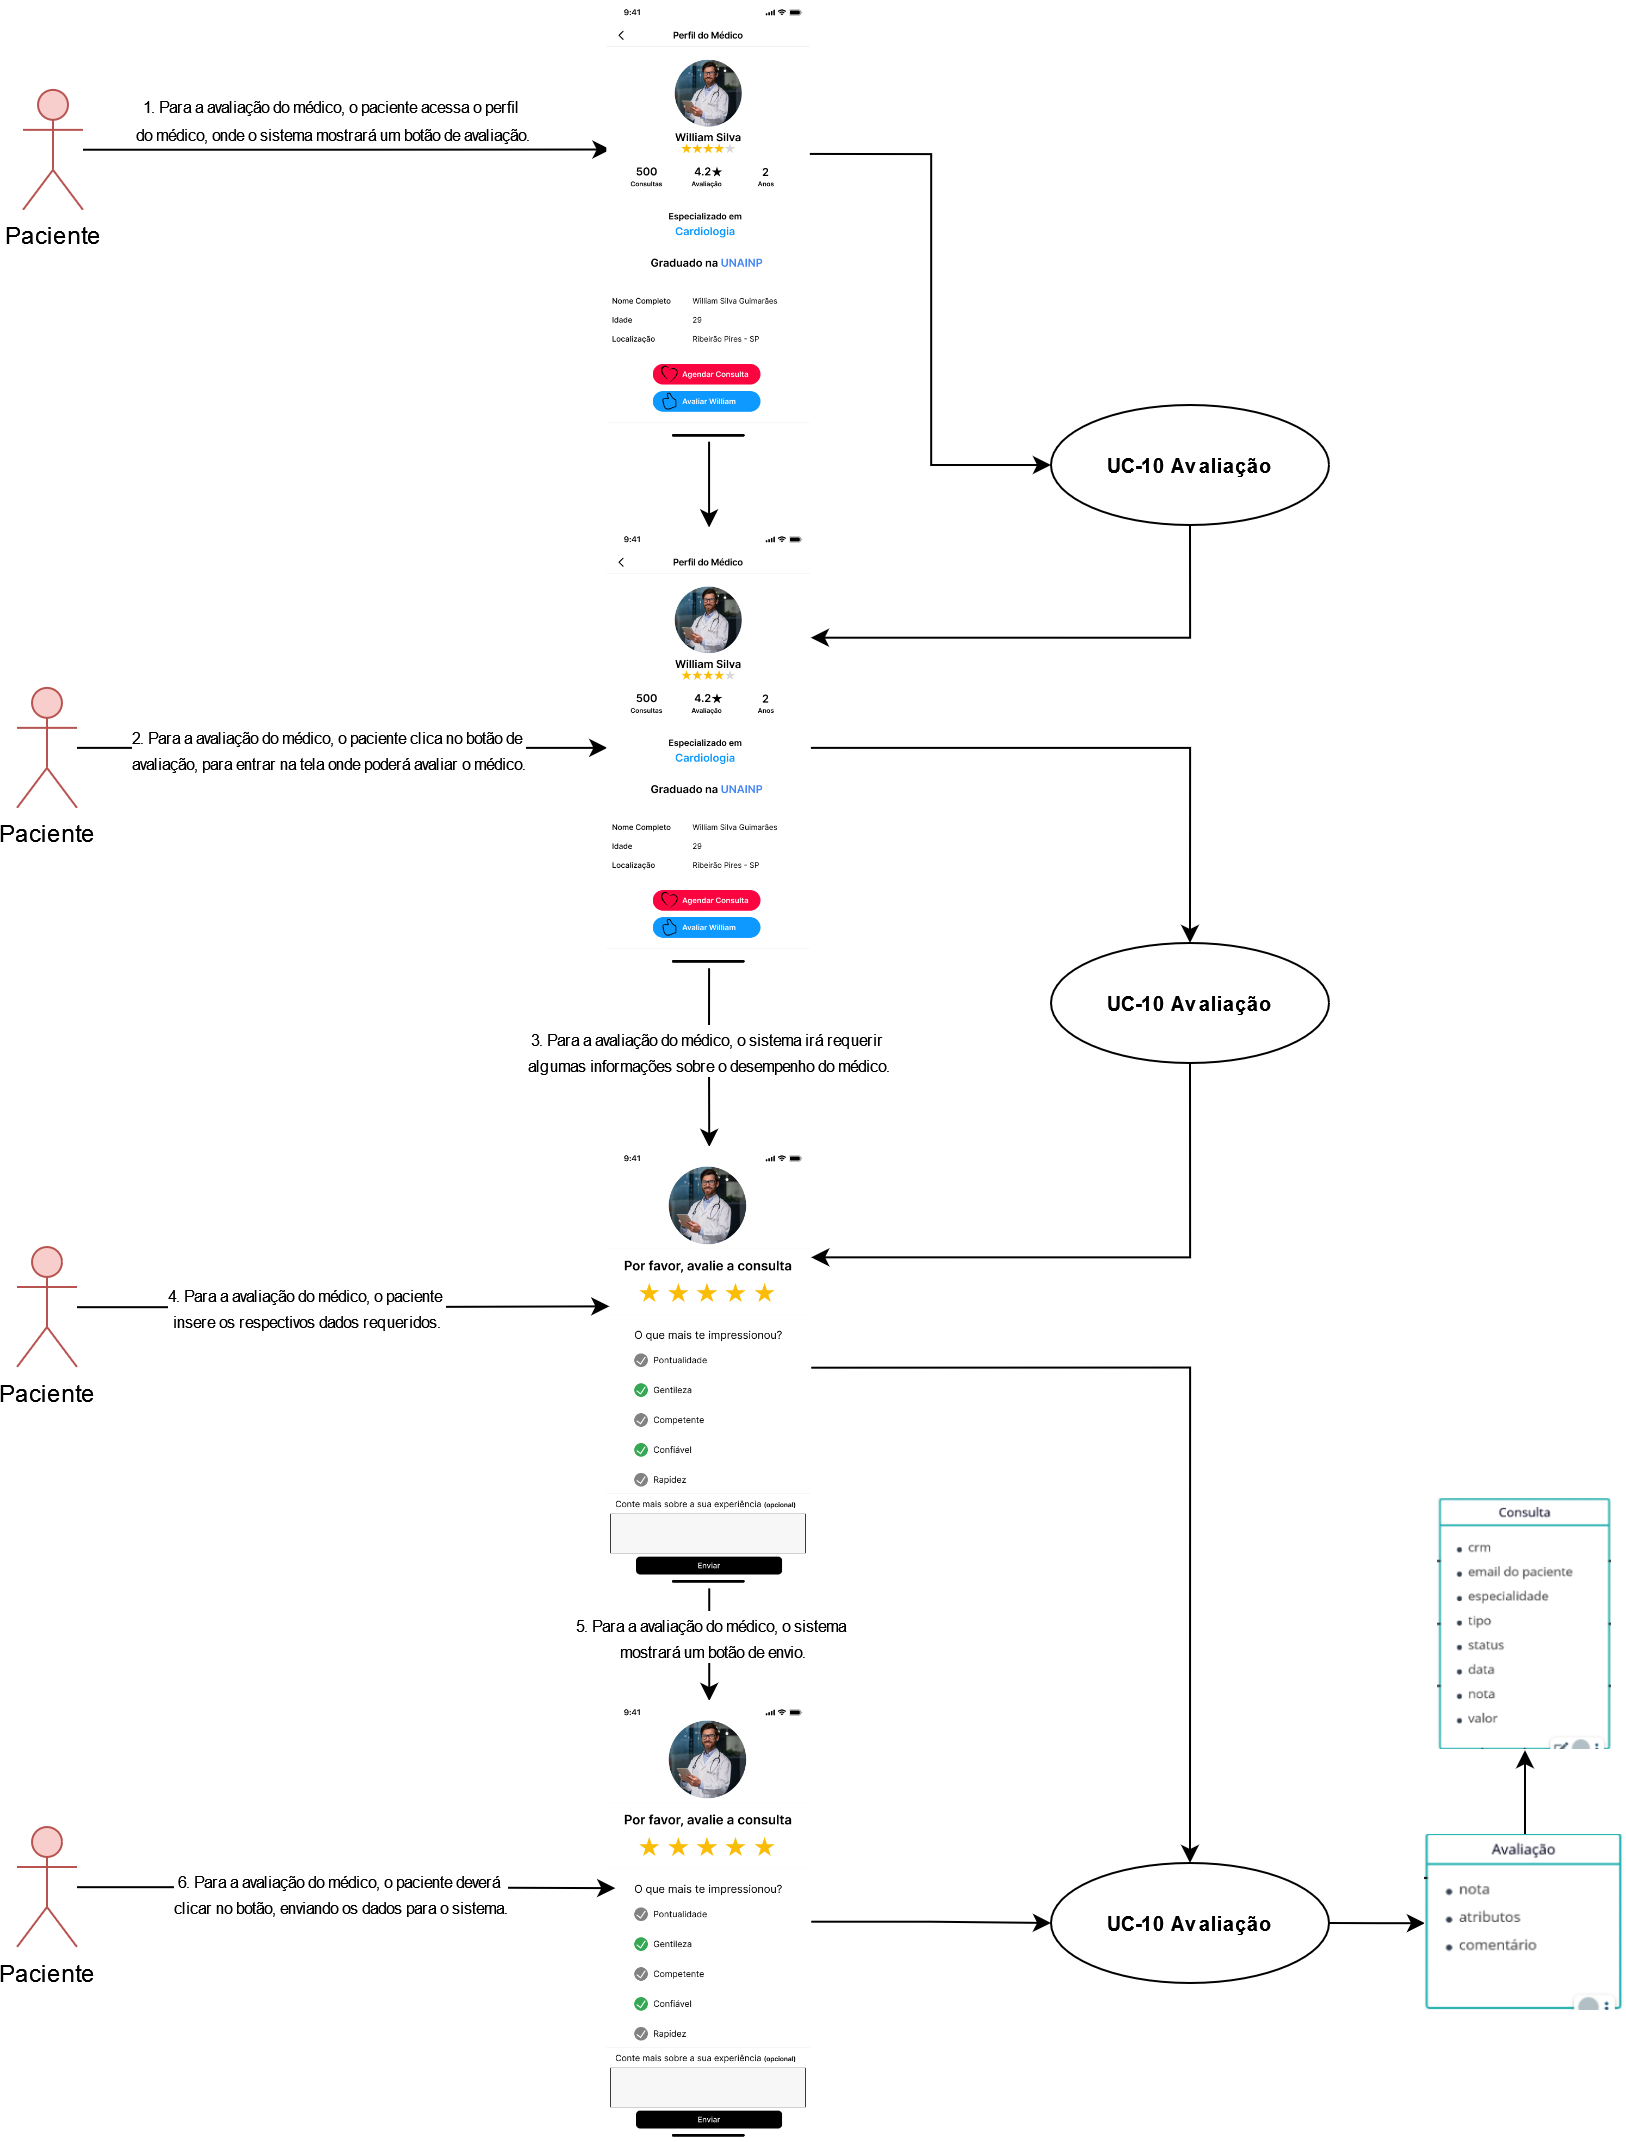 9:41
Perfil do Médico
1. Para a avaliação do médico, o paciente acessa o perfil
do médico, onde o sistema mostrará um botão de avaliação.
Paciente
William Silva
500
4.2★
2
Consultas
Avaliação
Anos
Especializado em
Cardiologia
Graduado na UNAINP
Nome Completo
William Silva Guimarães
Idade
29
Localização
Ribeirão Pires - SP
Agendar Consulta
Avaliar William
UC-10 Avaliação
9:41
Perfil do Médico
William Silva
500
4.2★
2
Consultas
Avaliação
Anos
2. Para a avaliação do médico, o paciente clica no botão de
avaliação, para entrar na tela onde poderá avaliar o médico.
Paciente
Especializado em
Cardiologia
Graduado na UNAINP
Nome Completo
William Silva Guimarães
Idade
29
Localização
Ribeirão Pires - SP
Agendar Consulta
Avaliar William
UC-10 Avaliação
3. Para a avaliação do médico, o sistema irá requerir
algumas informações sobre o desempenho do médico.
9:41
Por favor, avalie a consulta
4. Para a avaliação do médico, o paciente
insere os respectivos dados requeridos.
Paciente
O que mais te impressionou?
Pontualidade
Gentileza
Competente
Confiável
Rapidez
Conte mais sobre a sua experiência (opcional)
Enviar
Consulta
crm
email do paciente
especialidade
tipo
status
data
nota
valor
5. Para a avaliação do médico, o sistema
mostrará um botão de envio.
9:41
Por favor, avalie a consulta
6. Para a avaliação do médico, o paciente deverá
clicar no botão, enviando os dados para o sistema.
Paciente
O que mais te impressionou?
Pontualidade
Gentileza
Competente
Confiável
Rapidez
Conte mais sobre a sua experiência (opcional)
Enviar
UC-10 Avaliação
Avaliação
nota
atributos
comentário